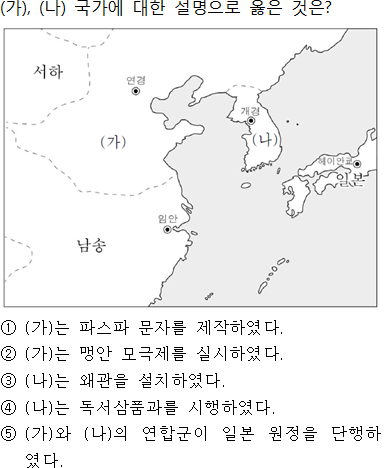 (가), (나) 국가에 대한 설명으로 옳은 것은?
서하
연경
개경
(가)
(나)
헤이안쿄
일본
임안
남송
① (가)는 파스파 문자를 제작하였다.
② (가)는 맹안 모극제를 실시하였다.
③ (나)는 왜관을 설치하였다.
④ (나)는 독서삼품과를 시행하였다.
⑤ (가)와 (나)의 연합군이 일본 원정을 단행하
였다.